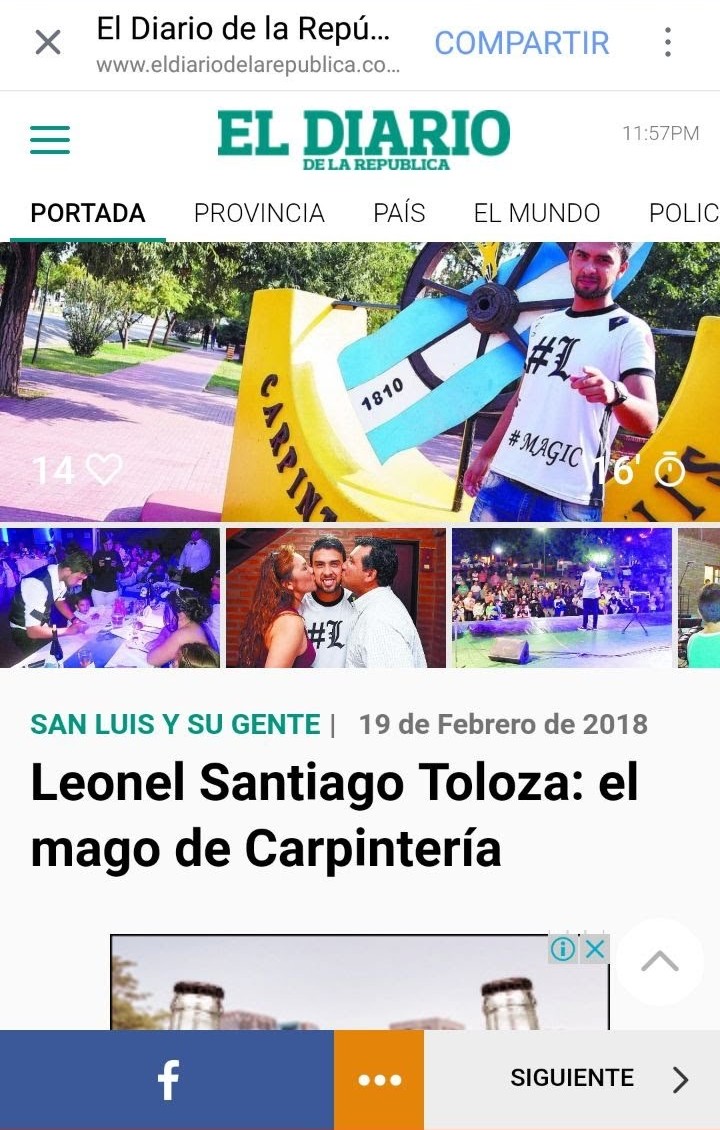 El Diario de la Repú...
www.eldiariodelarepublica.co...
COMPARTIR
EL DIARIO
DE LA REPUBLICA
11:57PM
PORTADA PROVINCIA PAÍS EL MUNDO POLIC
1810
CARPINT
#L
#MAGIC
LUIS
14
16'
#L
SAN LUIS Y SU GENTE | 19 de Febrero de 2018
Leonel Santiago Toloza: el
mago de Carpintería
f
SIGUIENTE